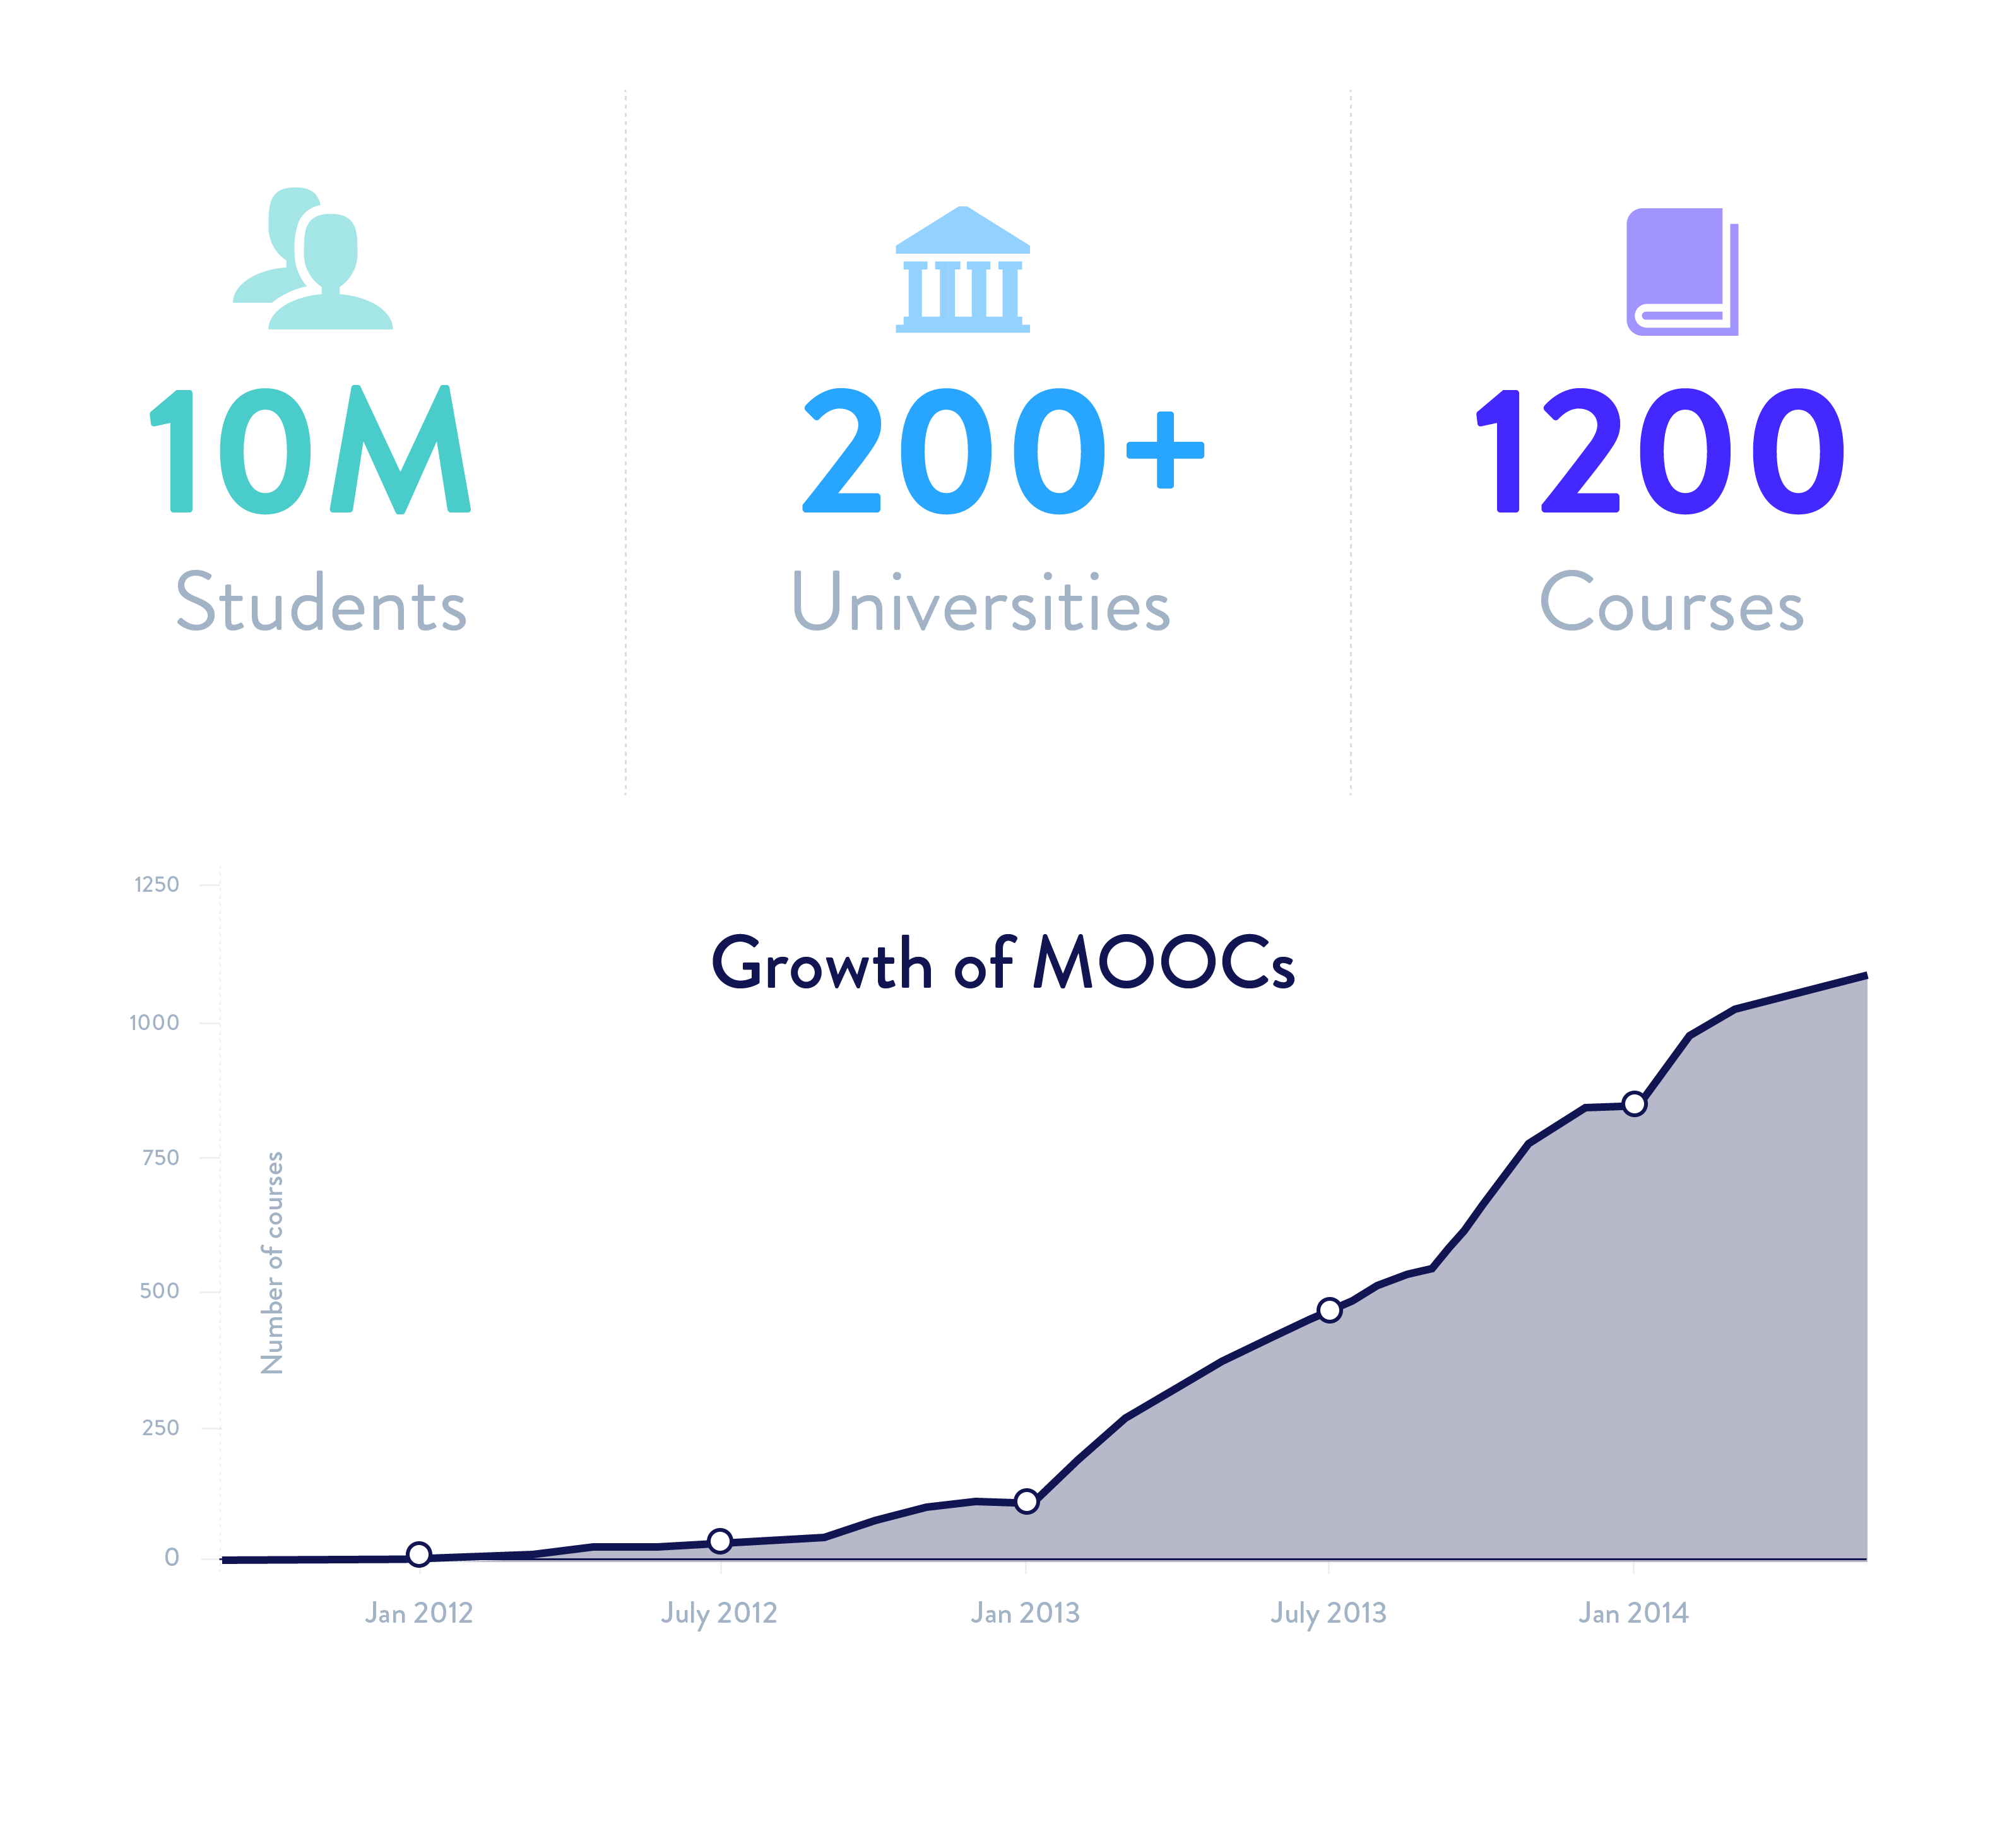 10M
200+
1200
Students
Universities
Courses
Growth of MOOCs
1250
1000
750
500
250
0
Number of courses
Jan 2012
July 2012
Jan 2013
July 2013
Jan 2014